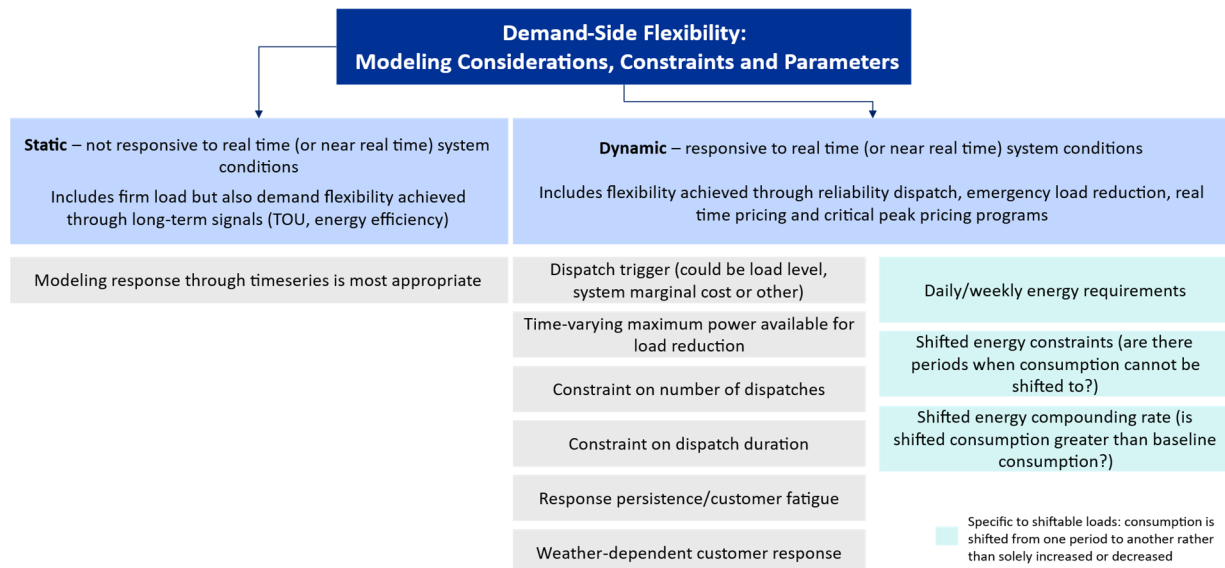 Demand-Side Flexibility:
Modeling Considerations, Constraints and Parameters
Static – not responsive to real time (or near real time) system
conditions
Includes firm load but also demand flexibility achieved
through long-term signals (TOU, energy efficiency)
Modeling response through timeseries is most appropriate
Dynamic – responsive to real time (or near real time) system conditions
Includes flexibility achieved through reliability dispatch, emergency load reduction, real
time pricing and critical peak pricing programs
Dispatch trigger (could be load level,
system marginal cost or other)
Time-varying maximum power available for
load reduction
Constraint on number of dispatches
Constraint on dispatch duration
Response persistence/customer fatigue
Weather-dependent customer response
Daily/weekly energy requirements
Shifted energy constraints (are there
periods when consumption cannot be
shifted to?)
Shifted energy compounding rate (is
shifted consumption greater than baseline
consumption?)
Specific to shiftable loads: consumption is
shifted from one period to another rather
than solely increased or decreased